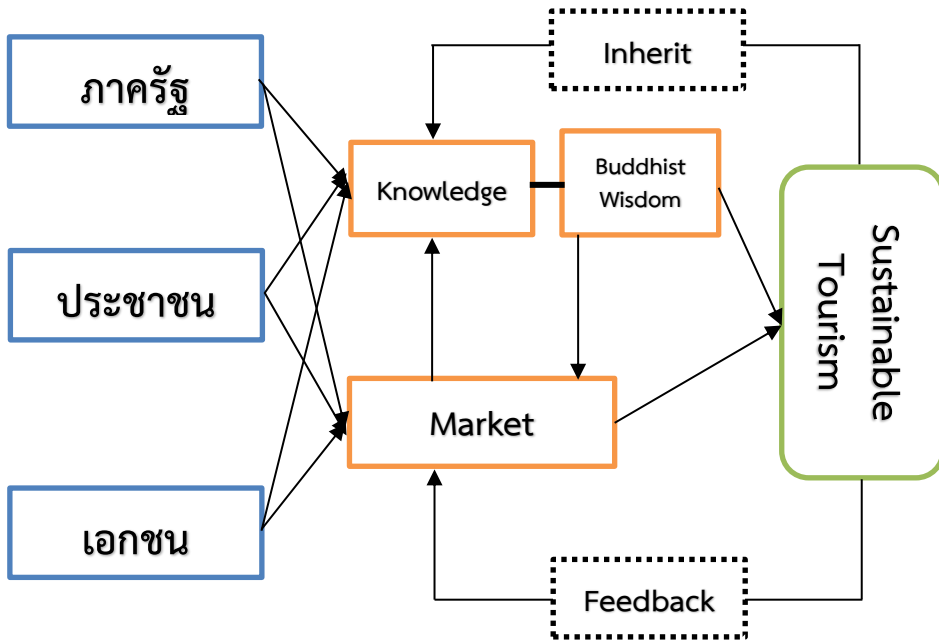 Inherit
ภาครัฐ
Knowledge
Buddhist
Wisdom
ประชาชน
Sustainable
Tourism
Market
เอกชน
Feedback